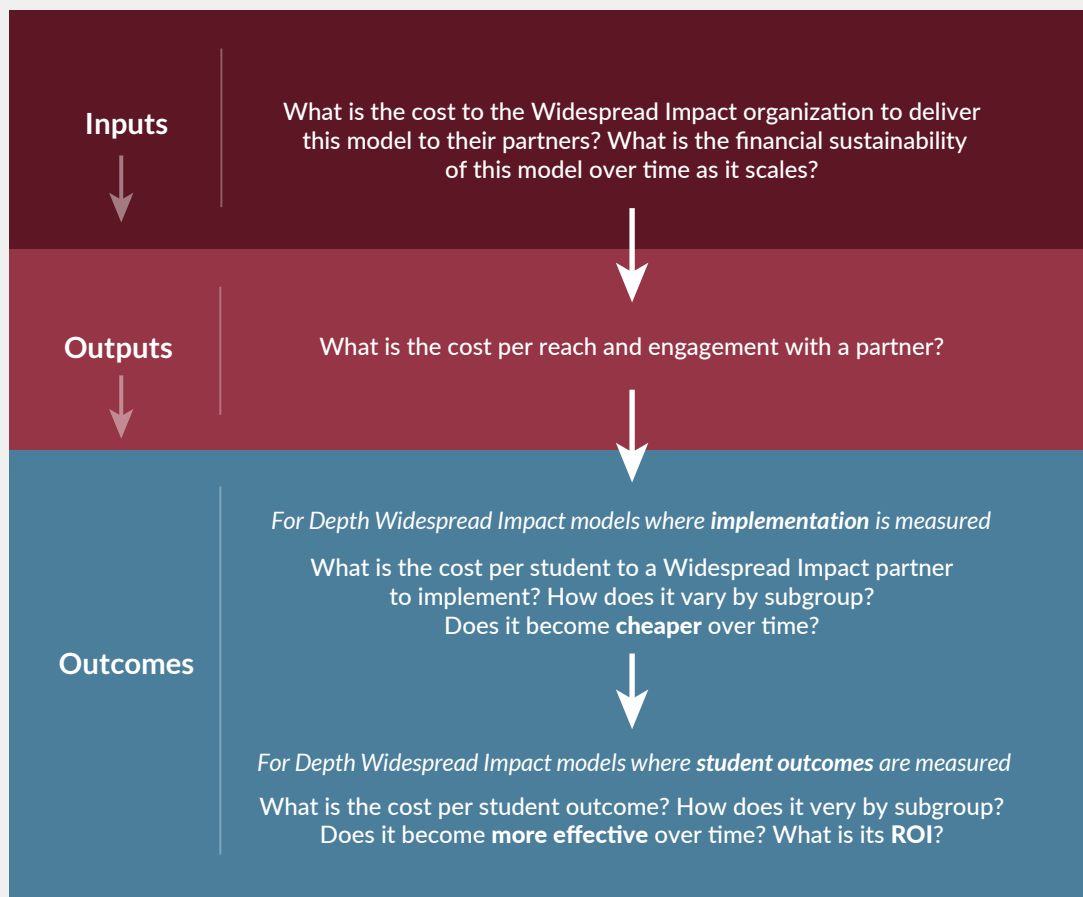 Inputs
What is the cost to the Widespread Impact organization to deliver
this model to their partners? What is the financial sustainability
of this model over time as it scales?
Outputs
What is the cost per reach and engagement with a partner?
Outcomes
For Depth Widespread Impact models where implementation is measured
What is the cost per student to a Widespread Impact partner
to implement? How does it vary by subgroup?
Does it become cheaper over time?
For Depth Widespread Impact models where student outcomes are measured
What is the cost per student outcome? How does it very by subgroup?
Does it become more effective over time? What is its ROI?